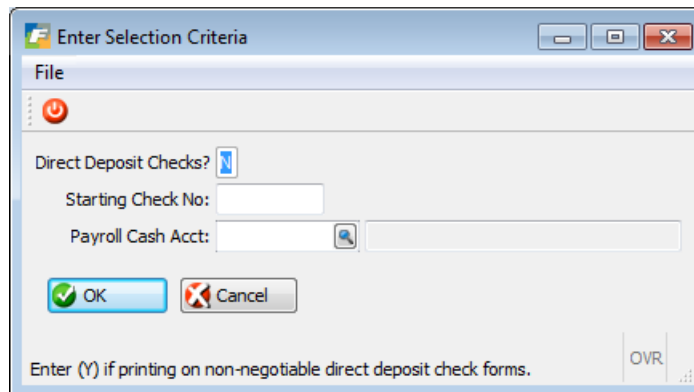 Enter Selection Criteria
File
Direct Deposit Checks? N
Starting Check No:
Payroll Cash Acct:
OK Cancel
Enter (Y) if printing on non-negotiable direct deposit check forms. OVR